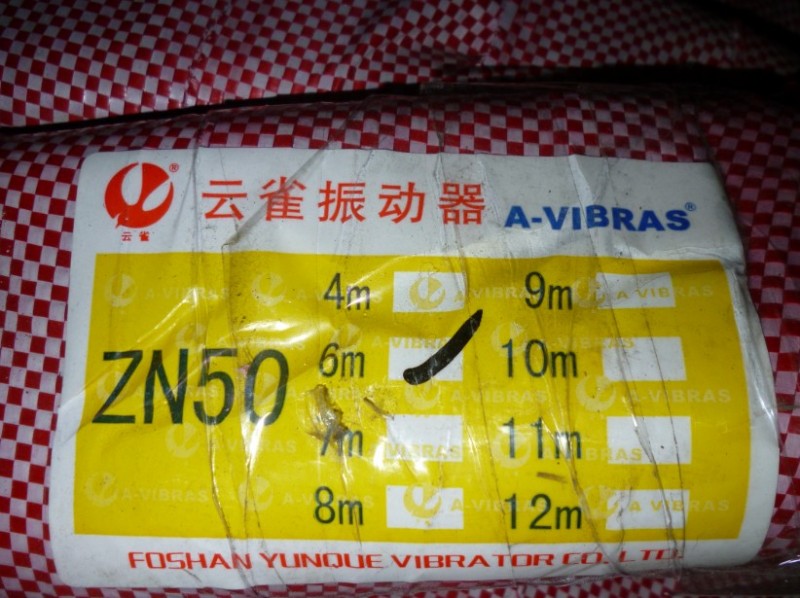 云雀振动器 A-VIBRAS®
云雀
4m 9m
ZN50 6m 10m
7m 11m
8m 12m
FOSHAN YUNQUE VIBRATOR CO., LTD.